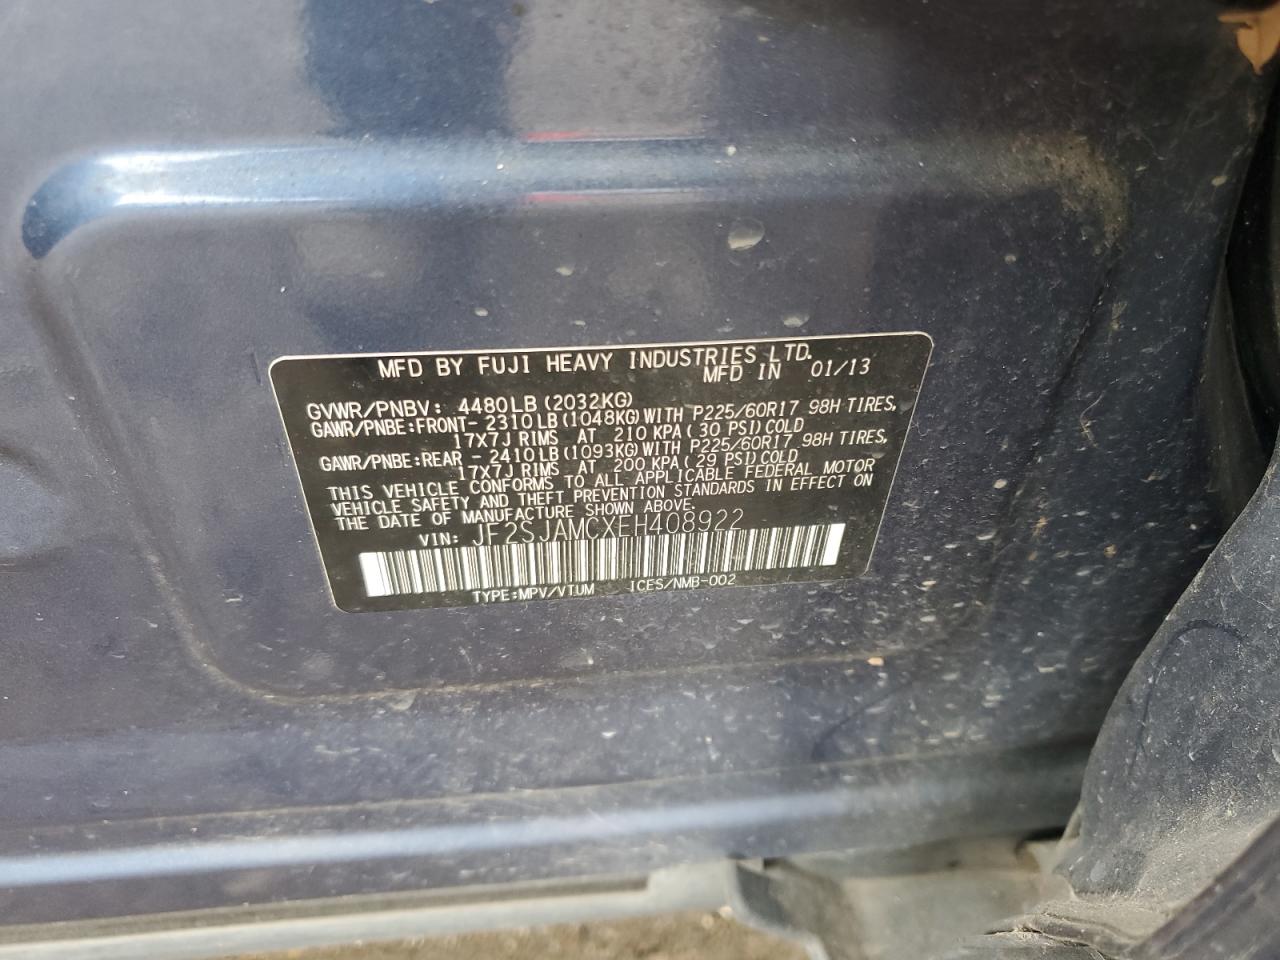 MFD BY FUJI HEAVY INDUSTRIES LTD.
MFD IN 01/13
GVWR/PNBV: 4480LB (2032KG)
GAWR/PNBE:FRONT- 2310LB (1048KG) WITH P225/60R17 98H TIRES,
17X7J RIMS AT 210 KPA( 30 PSI) COLD
GAWR/PNBE:REAR - 2410LB (1093KG) WITH P225/60R17 98H TIRES,
17X7J RIMS AT 200 KPA( 29 PSI) COLD
THIS VEHICLE CONFORMS TO ALL APPLICABLE FEDERAL MOTOR
VEHICLE SAFETY AND THEFT PREVENTION STANDARDS IN EFFECT ON
THE DATE OF MANUFACTURE SHOWN ABOVE.
VIN: JF2SJAMCXEH408922
TYPE:MPV/VTUM ICES/NMB-002